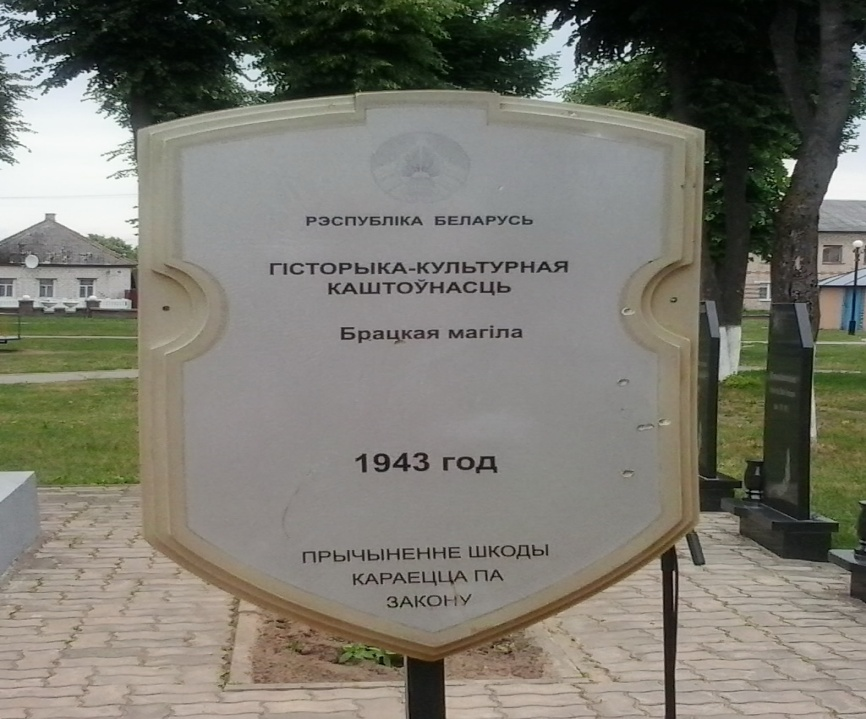 РЭСПУБЛІКА БЕЛАРУСЬ
ГІСТОРЫКА-КУЛЬТУРНАЯ
КАШТОЎНАСЦЬ
Брацкая магіла
1943 год
ПРЫЧЫНЕННЕ ШКОДЫ
КАРАЕЦЦА ПА
ЗАКОНУ